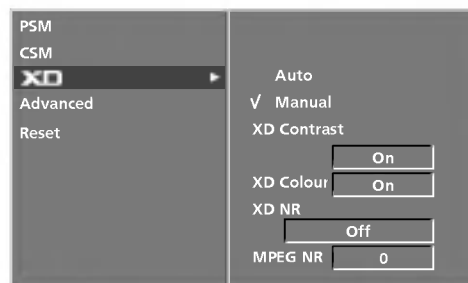 PSM
CSM
XD
Advanced
Reset
Auto
√ Manual
XD Contrast
On
XD Colour On
XD NR
Off
MPEG NR 0